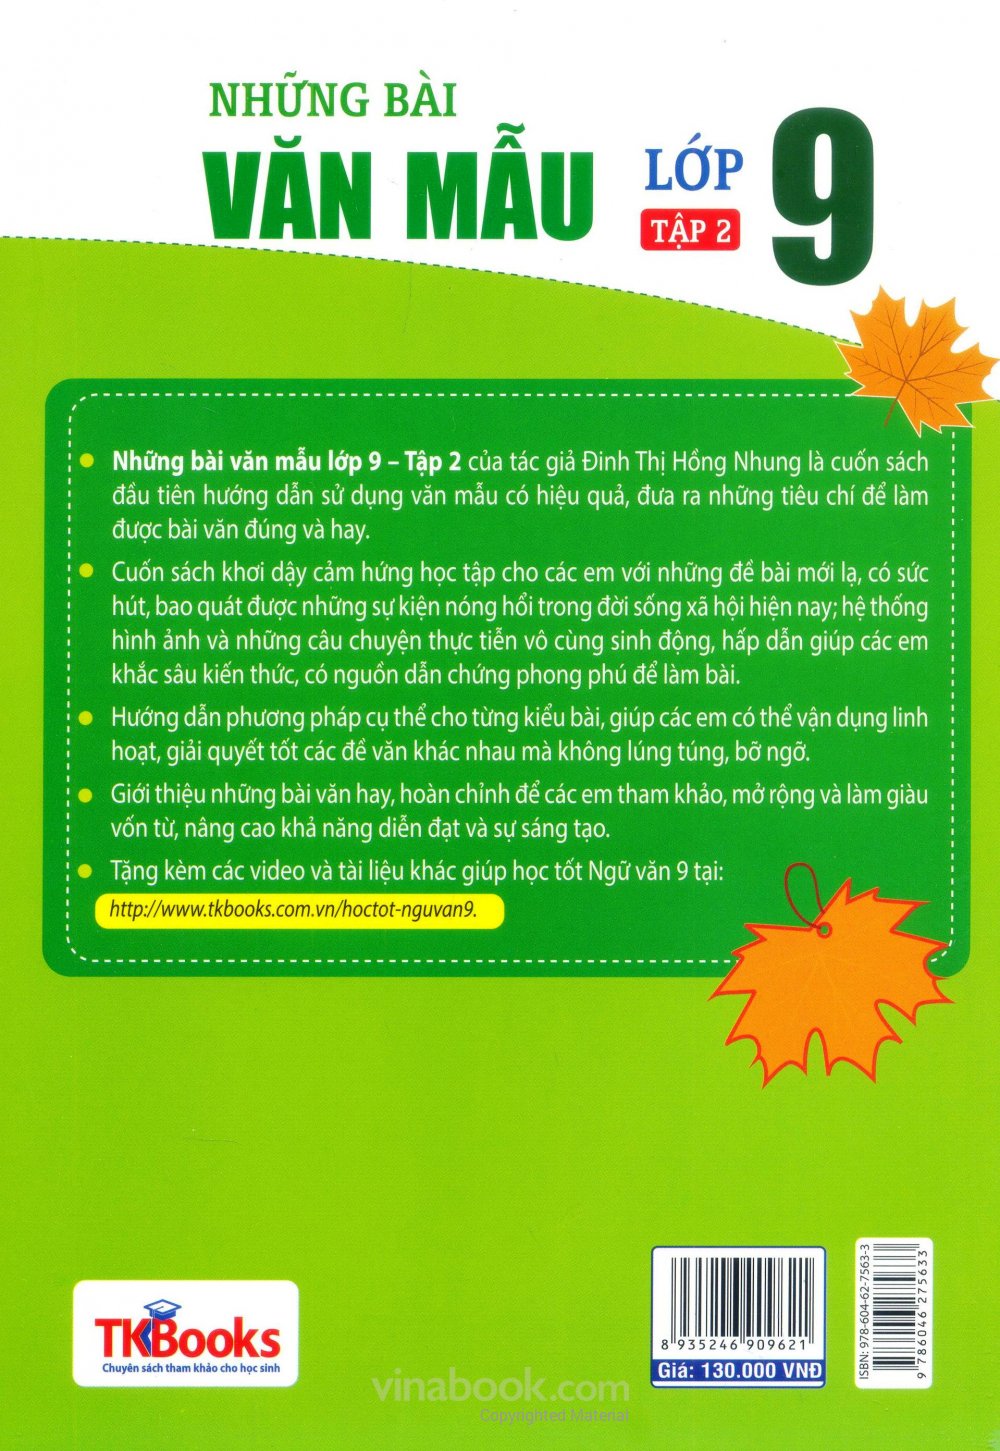 NHỮNG BÀI
VĂN MẪU
LỚP
TẬP 2
9
Những bài văn mẫu lớp 9 – Tập 2 của tác giả Đinh Thị Hồng Nhung là cuốn sách
đầu tiên hướng dẫn sử dụng văn mẫu có hiệu quả, đưa ra những tiêu chí để làm
được bài văn đúng và hay.
Cuốn sách khơi dậy cảm hứng học tập cho các em với những đề bài mới lạ, có sức
hút, bao quát được những sự kiện nóng hổi trong đời sống xã hội hiện nay; hệ thống
hình ảnh và những câu chuyện thực tiễn vô cùng sinh động, hấp dẫn giúp các em
khắc sâu kiến thức, có nguồn dẫn chứng phong phú để làm bài.
Hướng dẫn phương pháp cụ thể cho từng kiểu bài, giúp các em có thể vận dụng linh
hoạt, giải quyết tốt các đề văn khác nhau mà không lúng túng, bỡ ngỡ.
Giới thiệu những bài văn hay, hoàn chỉnh để các em tham khảo, mở rộng và làm giàu
vốn từ, nâng cao khả năng diễn đạt và sự sáng tạo.
Tặng kèm các video và tài liệu khác giúp học tốt Ngữ văn 9 tại:
http://www.tkbooks.com.vn/hoctot-nguvan9.
TKBooks
Chuyên sách tham khảo cho học sinh
8 935246 909621
Giá: 130.000 VNĐ
ISBN: 978-604-62-7563-3
9 786046 275633
vinabook.com
Copyrighted Material